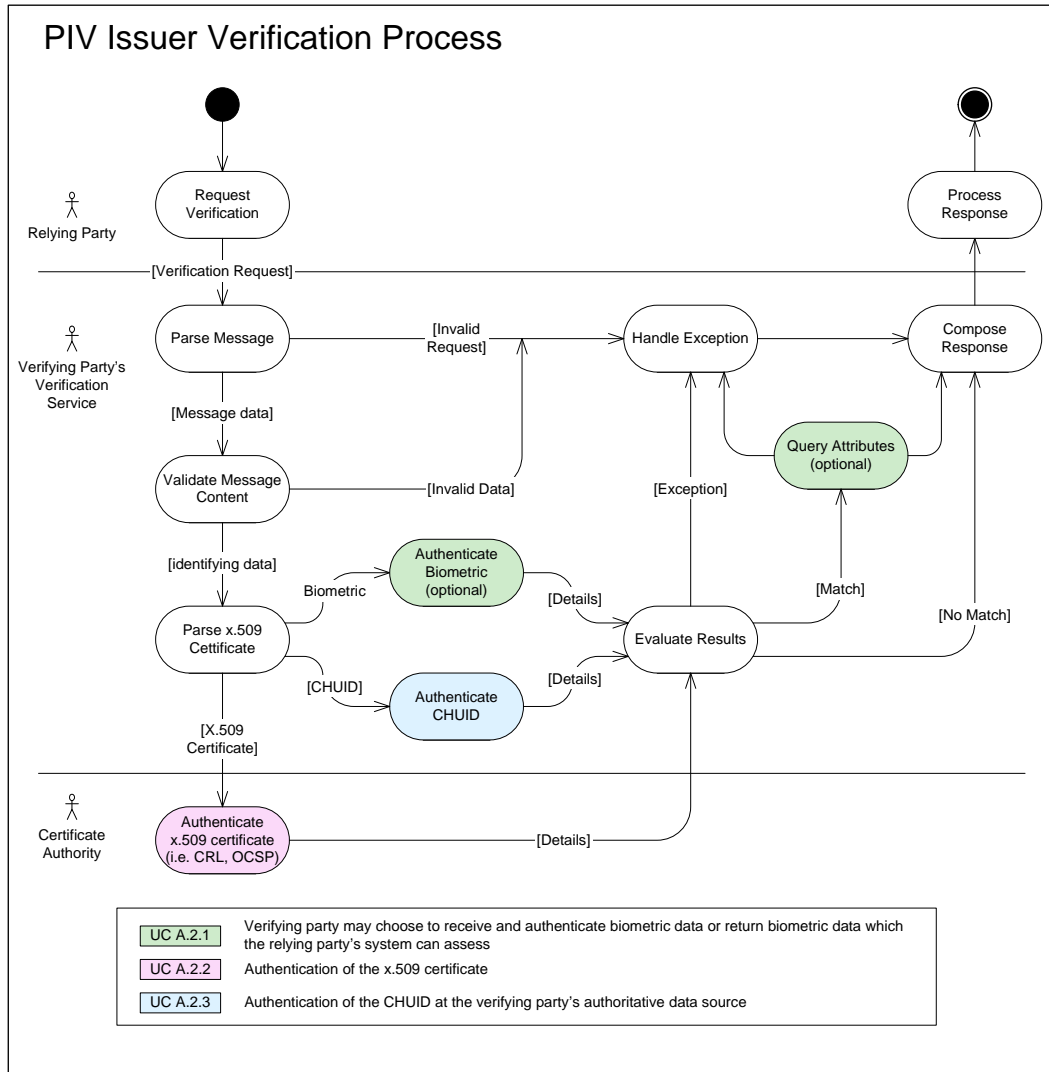 PIV Issuer Verification Process
Request
Verification
Process
Response
Relying Party
[Verification Request]
Parse Message
[Invalid
Request]
Handle Exception
Compose
Response
Verifying Party's
Verification
Service
[Message data]
Query Attributes
(optional)
Validate Message
Content
[Invalid Data]
[Exception]
[identifying data]
Authenticate
Biometric
(optional)
Biometric
[Details]
[Match]
[No Match]
Parse x.509
Cettificate
Evaluate Results
[CHUID]
[Details]
Authenticate
CHUID
[X.509
Certificate]
Certificate
Authority
Authenticate
x.509 certificate
(i.e. CRL, OCSP)
[Details]
UC A.2.1
Verifying party may choose to receive and authenticate biometric data or return biometric data which
the relying party's system can assess
UC A.2.2
Authentication of the x.509 certificate
UC A.2.3
Authentication of the CHUID at the verifying party's authoritative data source